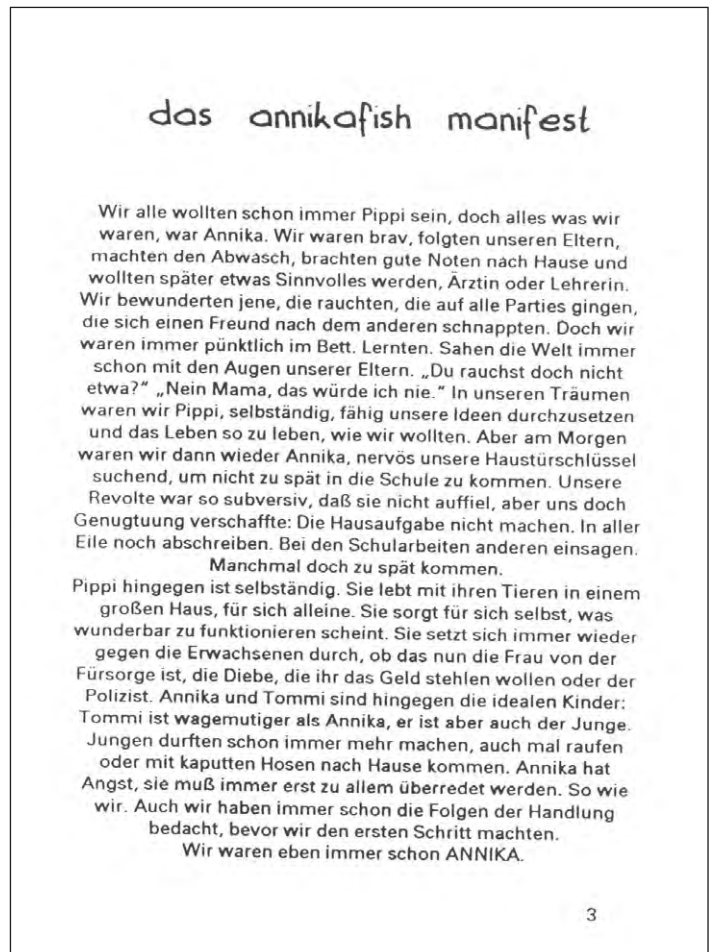 das annikafish manifest
Wir alle wollten schon immer Pippi sein, doch alles was wir
waren, war Annika. Wir waren brav, folgten unseren Eltern,
machten den Abwasch, brachten gute Noten nach Hause und
wollten später etwas Sinnvolles werden, Ärztin oder Lehrerin.
Wir bewunderten jene, die rauchten, die auf alle Parties gingen,
die sich einen Freund nach dem anderen schnappten. Doch wir
waren immer pünktlich im Bett. Lernten. Sahen die Welt immer
schon mit den Augen unserer Eltern. „Du rauchst doch nicht
etwa?“ „Nein Mama, das würde ich nie.“ In unseren Träumen
waren wir Pippi, selbständig, fähig unsere Ideen durchzusetzen
und das Leben so zu leben, wie wir wollten. Aber am Morgen
waren wir dann wieder Annika, nervös unsere Haustürschlüssel
suchend, um nicht zu spät in die Schule zu kommen. Unsere
Revolte war so subversiv, daß sie nicht auffiel, aber uns doch
Genugtuung verschaffte: Die Hausaufgabe nicht machen. In aller
Eile noch abschreiben. Bei den Schularbeiten anderen einsagen.
Manchmal doch zu spät kommen.
Pippi hingegen ist selbständig. Sie lebt mit ihren Tieren in einem
großen Haus, für sich alleine. Sie sorgt für sich selbst, was
wunderbar zu funktionieren scheint. Sie setzt sich immer wieder
gegen die Erwachsenen durch, ob das nun die Frau von der
Fürsorge ist, die Diebe, die ihr das Geld stehlen wollen oder der
Polizist. Annika und Tommi sind hingegen die idealen Kinder:
Tommi ist wagemutiger als Annika, er ist aber auch der Junge.
Jungen durften schon immer mehr machen, auch mal raufen
oder mit kaputten Hosen nach Hause kommen. Annika hat
Angst, sie muß immer erst zu allem überredet werden. So wie
wir. Auch wir haben immer schon die Folgen der Handlung
bedacht, bevor wir den ersten Schritt machten.
Wir waren eben immer schon ANNIKA.
3